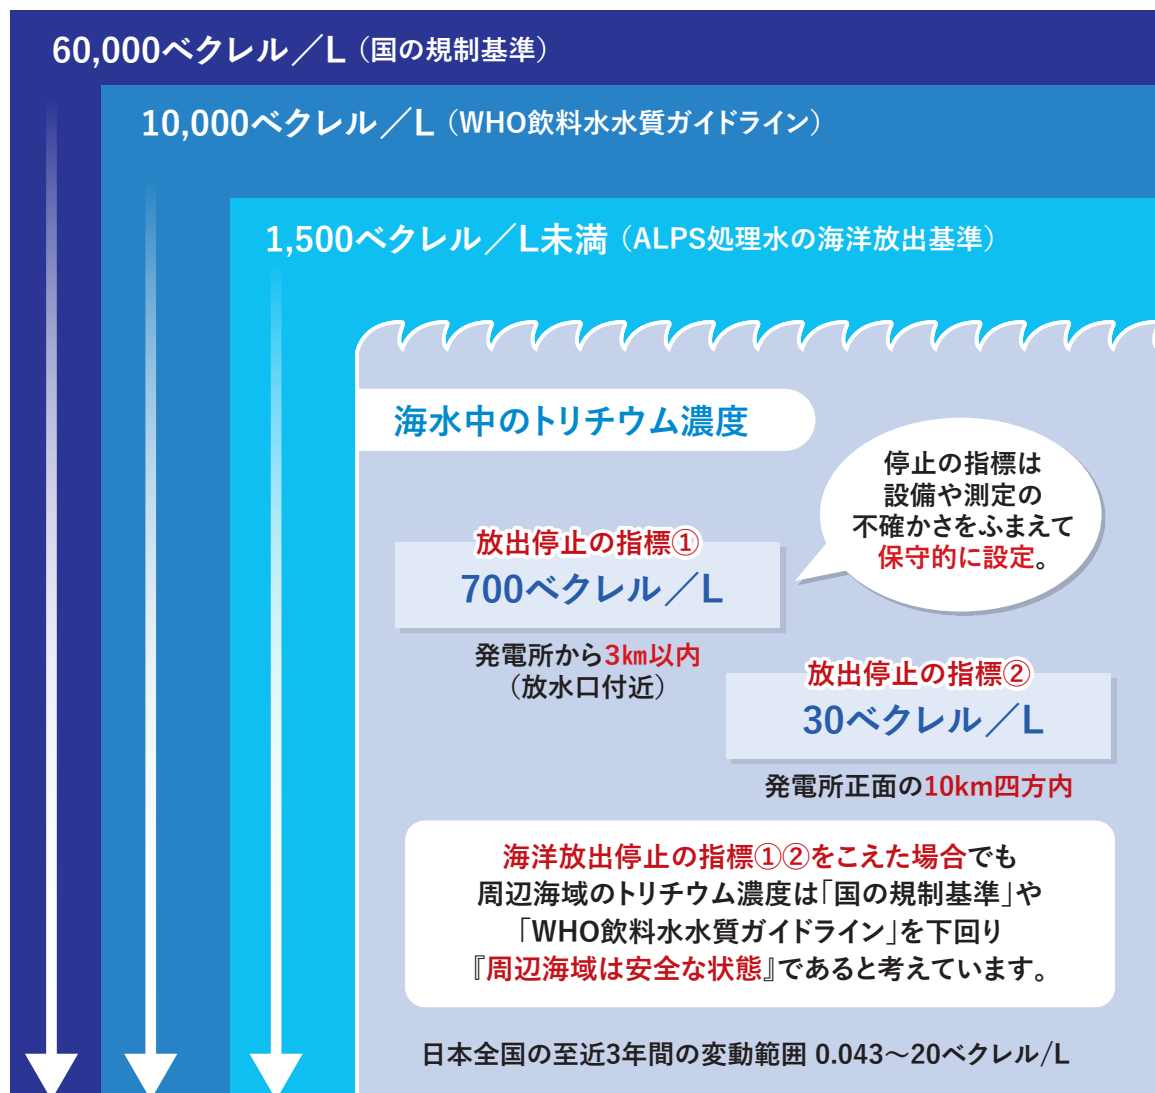 60,000ベクレル／L（国の規制基準）
10,000ベクレル／L（WHO飲料水水質ガイドライン）
1,500ベクレル／L未満（ALPS処理水の海洋放出基準）
海水中のトリチウム濃度
停止の指標は
設備や測定の
不確かさをふまえて
保守的に設定。
放出停止の指標①
700ベクレル／L
発電所から3㎞以内
（放水口付近）
放出停止の指標②
30ベクレル／L
発電所正面の10km四方内
海洋放出停止の指標①②をこえた場合でも
周辺海域のトリチウム濃度は「国の規制基準」や
「WHO飲料水水質ガイドライン」を下回り
『周辺海域は安全な状態』であると考えています。
日本全国の至近3年間の変動範囲 0.043～20ベクレル/L